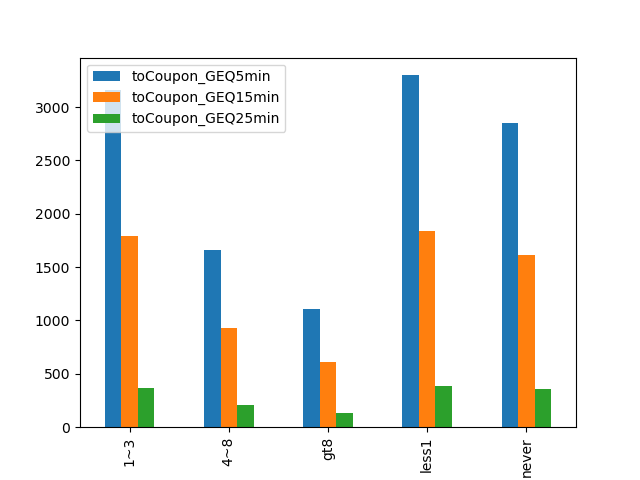 toCoupon_GEQ5min
toCoupon_GEQ15min
toCoupon_GEQ25min
3000
2500
2000
1500
1000
500
0
1~3
4~8
gt8
less1
never